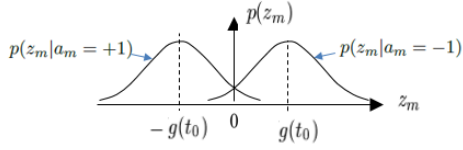 p(z_m)
p(z_m|a_m = +1)
p(z_m|a_m = −1)
z_m
− g(t_0)
0
g(t_0)